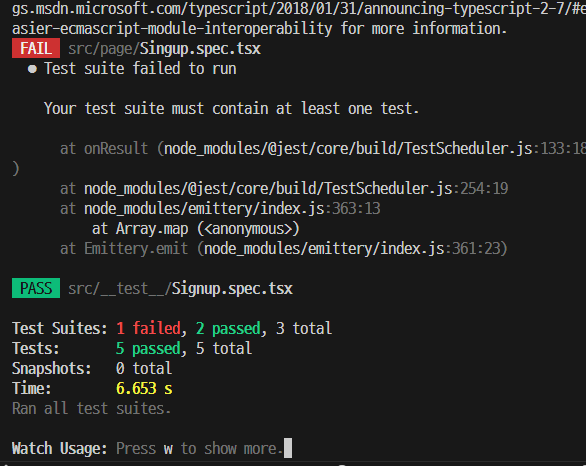 gs.msdn.microsoft.com/typescript/2018/01/31/announcing-typescript-2-7/#e
asier-ecmascript-module-interoperability for more information.
FAIL src/page/Singup.spec.tsx
● Test suite failed to run
Your test suite must contain at least one test.
at onResult (node_modules/@jest/core/build/TestScheduler.js:133:18
)
at node_modules/@jest/core/build/TestScheduler.js:254:19
at node_modules/emittery/index.js:363:13
at Array.map (<anonymous>)
at Emittery.emit (node_modules/emittery/index.js:361:23)
PASS src/__test__/Signup.spec.tsx
Test Suites: 1 failed, 2 passed, 3 total
Tests: 5 passed, 5 total
Snapshots: 0 total
Time: 6.653 s
Ran all test suites.
Watch Usage: Press w to show more.